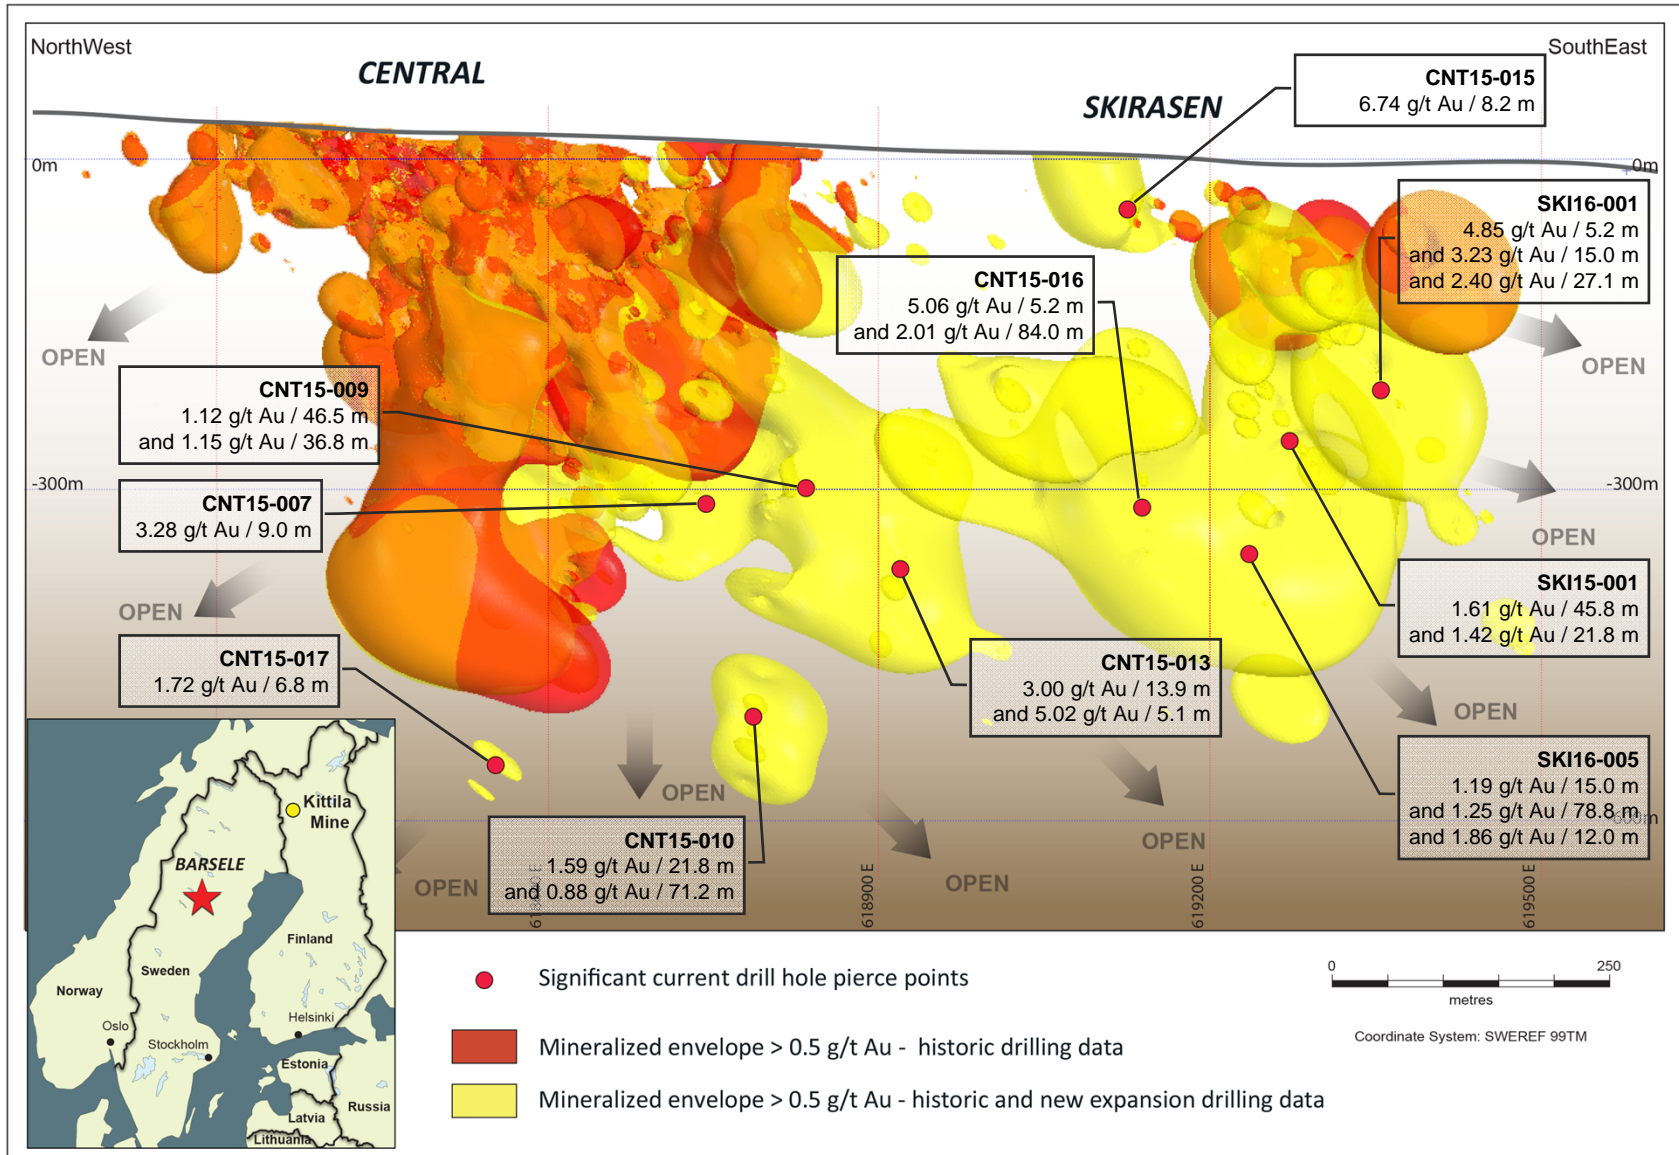 NorthWest
SouthEast
CENTRAL
SKIRASEN
CNT15-015
6.74 g/t Au / 8.2 m
0m
0m
SKI16-001
4.85 g/t Au / 5.2 m
and 3.23 g/t Au / 15.0 m
and 2.40 g/t Au / 27.1 m
CNT15-016
5.06 g/t Au / 5.2 m
and 2.01 g/t Au / 84.0 m
OPEN
OPEN
CNT15-009
1.12 g/t Au / 46.5 m
and 1.15 g/t Au / 36.8 m
-300m
-300m
CNT15-007
3.28 g/t Au / 9.0 m
OPEN
OPEN
SKI15-001
1.61 g/t Au / 45.8 m
and 1.42 g/t Au / 21.8 m
CNT15-017
1.72 g/t Au / 6.8 m
CNT15-013
3.00 g/t Au / 13.9 m
and 5.02 g/t Au / 5.1 m
OPEN
SKI16-005
1.19 g/t Au / 15.0 m
and 1.25 g/t Au / 78.8 m
and 1.86 g/t Au / 12.0 m
-600m
OPEN
OPEN
CNT15-010
1.59 g/t Au / 21.8 m
and 0.88 g/t Au / 71.2 m
OPEN
OPEN
618900 E
619200 E
619500 E
Kittila
Mine
BARSELE
Finland
Sweden
Norway
Oslo
Helsinki
Stockholm
Estonia
Latvia
Russia
Lithuania
Significant current drill hole pierce points
Mineralized envelope > 0.5 g/t Au - historic drilling data
Mineralized envelope > 0.5 g/t Au - historic and new expansion drilling data
0
250
metres
Coordinate System: SWEREF 99TM